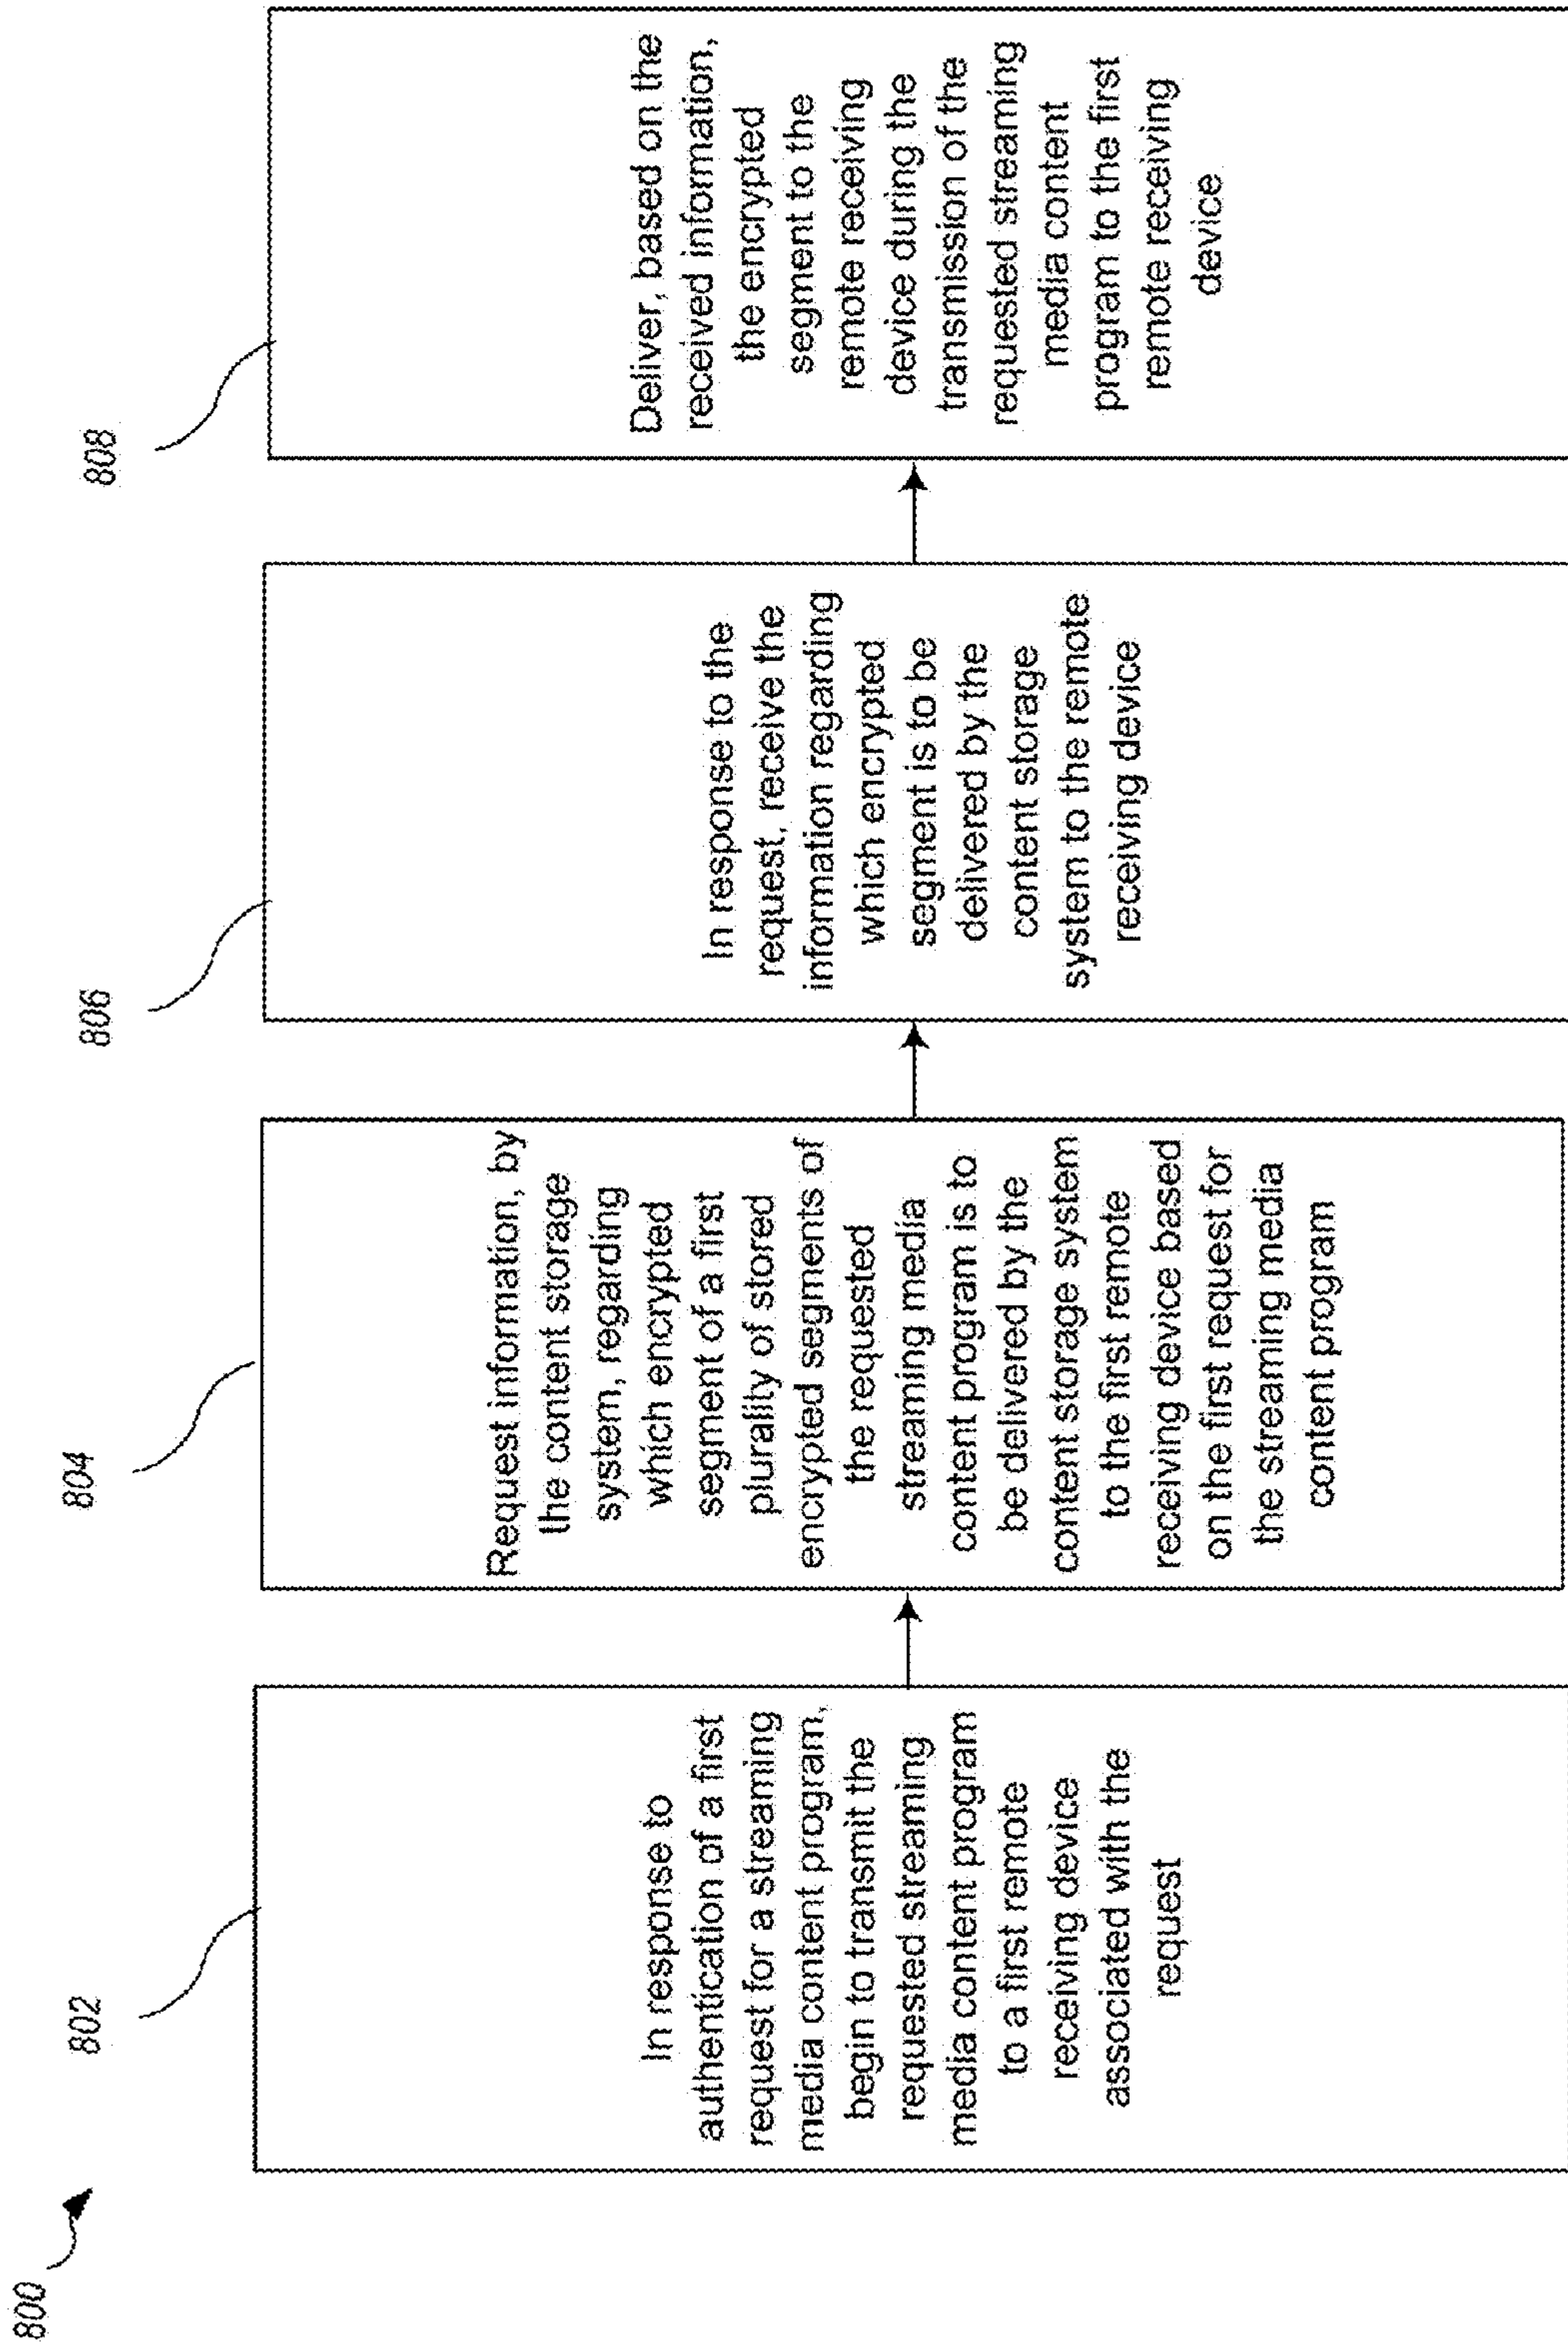 800
802
In response to
authentication of a first
request for a streaming
media content program,
begin to transmit the
requested streaming
media content program
to a first remote
receiving device
associated with the
request
804
Request information, by
the content storage
system, regarding
which encrypted
segment of a first
plurality of stored
encrypted segments of
the requested
streaming media
content program is to
be delivered by the
content storage system
to the first remote
receiving device based
on the first request for
the streaming media
content program
806
In response to the
request, receive the
information regarding
which encrypted
segment is to be
delivered by the
content storage
system to the remote
receiving device
808
Deliver, based on the
received information,
the encrypted
segment to the
remote receiving
device during the
transmission of the
requested streaming
media content
program to the first
remote receiving
device